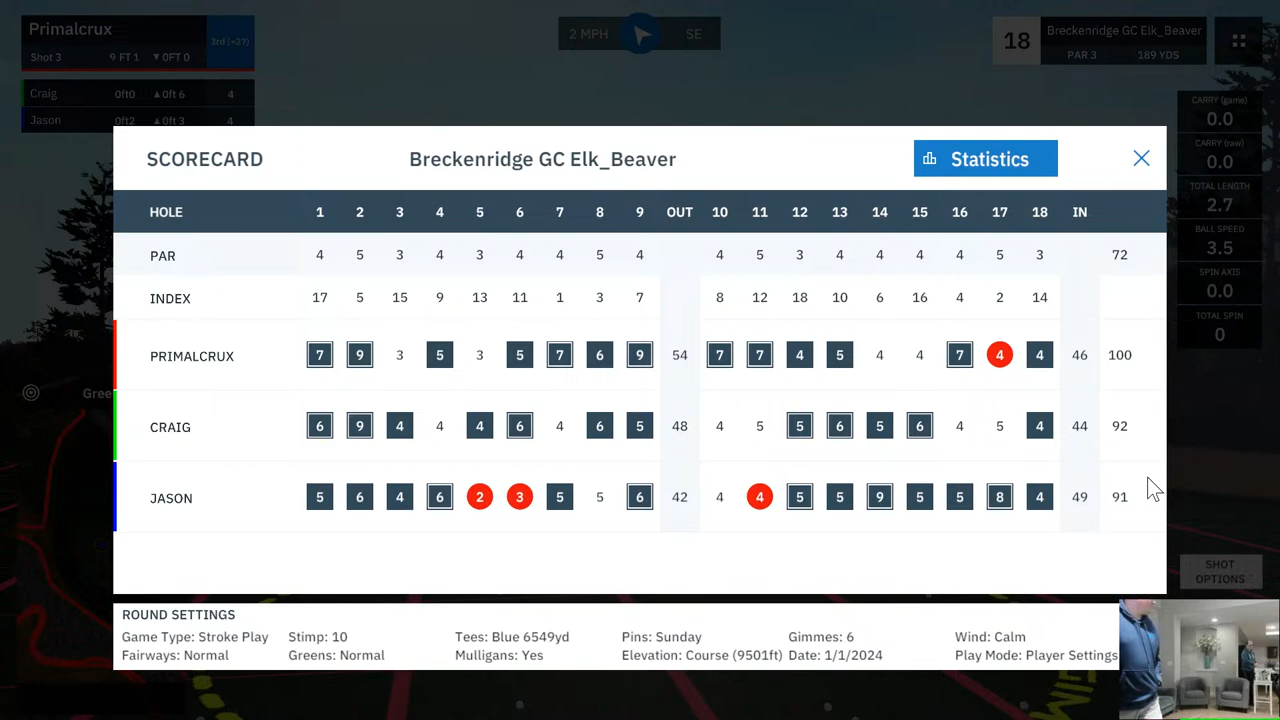 Primalcrux
3rd (+27)
Shot 3 9 FT 1 ▼0FT 0
Craig 0ft0 ▲0ft 6 4
Jason 0ft2 ▲0ft 3 4
2 MPH SE
18 Breckenridge GC Elk_Beaver
PAR 3 189 YDS
SCORECARD Breckenridge GC Elk_Beaver Statistics
HOLE 1 2 3 4 5 6 7 8 9 OUT 10 11 12 13 14 15 16 17 18 IN
PAR 4 5 3 4 3 4 4 5 4 4 5 3 4 4 4 4 5 3 72
INDEX 17 5 15 9 13 11 1 3 7 8 12 18 10 6 16 4 2 14
PRIMALCRUX 7 9 3 5 3 5 7 6 9 54 7 7 4 5 4 4 7 4 4 46 100
CRAIG 6 9 4 4 4 6 4 6 5 48 4 5 5 6 5 6 4 5 4 44 92
JASON 5 6 4 6 2 3 5 5 6 42 4 4 5 5 9 5 5 8 4 49 91
CARRY (game)
0.0
CARRY (raw)
0.0
TOTAL LENGTH
2.7
BALL SPEED
3.5
SPIN AXIS
0.0
TOTAL SPIN
0
Gree
SHOT
OPTIONS
ROUND SETTINGS
Game Type: Stroke Play Stimp: 10 Tees: Blue 6549yd Pins: Sunday Gimmes: 6 Wind: Calm
Fairways: Normal Greens: Normal Mulligans: Yes Elevation: Course (9501ft) Date: 1/1/2024 Play Mode: Player Settings